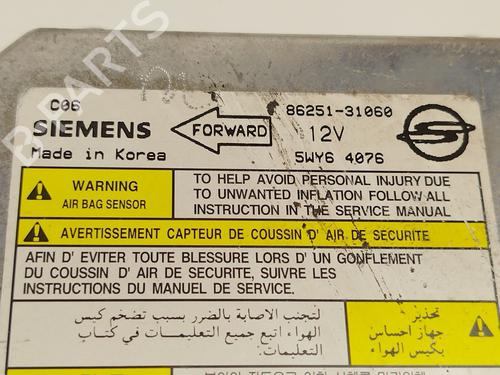 C06
86251-31060
SIEMENS
FORWARD
12V
Made in Korea
5WY6 4076
WARNING
AIR BAG SENSOR
TO HELP AVOID PERSONAL INJURY DUE
TO UNWANTED INFLATION FOLLOW ALL
INSTRUCTION IN THE SERVICE MANUAL
AVERTISSEMENT CAPTEUR DE COUSSIN D' AIR DE SECURITE
AFIN D' EVITER TOUTE BLESSURE LORS D' UN GONFLEMENT
DU COUSSIN D' AIR DE SECURITE, SUIVRE LES
INSTRUCTIONS DU MANUEL DE SERVICE.
تحذير
جهاز احساس
بكيس الهواء
لتجنب الاصابة بالضرر بسبب تضخم كيس
الهواء اتبع جميع التعليمات في كتاب
التعليمات.